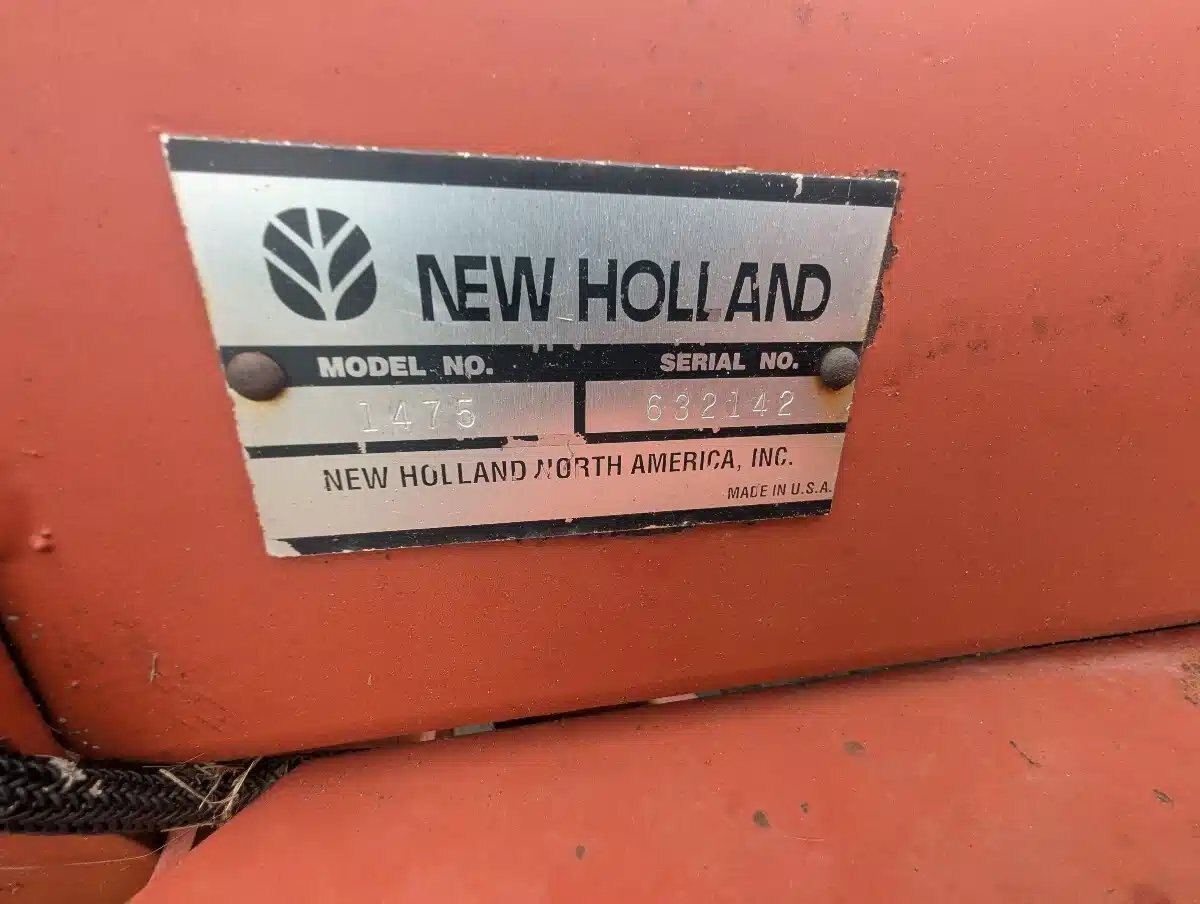 NEW HOLLAND
MODEL NO. SERIAL NO.
1475 632142
NEW HOLLAND NORTH AMERICA, INC.
MADE IN U.S.A.